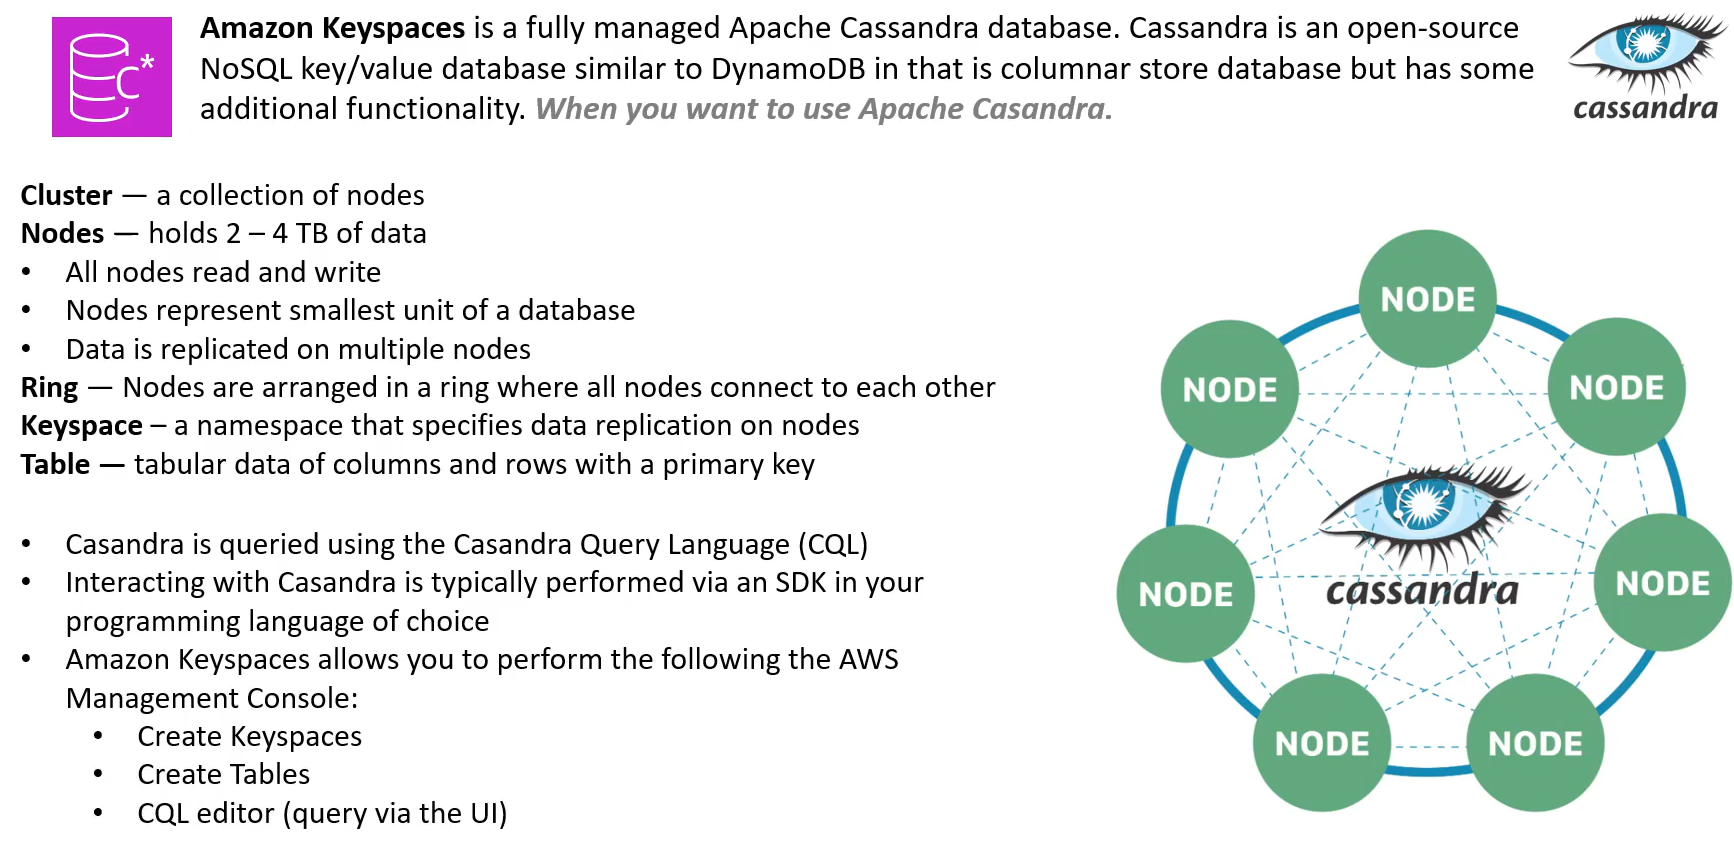 Amazon Keyspaces is a fully managed Apache Cassandra database. Cassandra is an open-source
NoSQL key/value database similar to DynamoDB in that is columnar store database but has some
additional functionality. When you want to use Apache Casandra.
C*
cassandra
Cluster — a collection of nodes
Nodes — holds 2 – 4 TB of data
• All nodes read and write
• Nodes represent smallest unit of a database
• Data is replicated on multiple nodes
Ring — Nodes are arranged in a ring where all nodes connect to each other
Keyspace – a namespace that specifies data replication on nodes
Table — tabular data of columns and rows with a primary key
• Casandra is queried using the Casandra Query Language (CQL)
• Interacting with Casandra is typically performed via an SDK in your
programming language of choice
• Amazon Keyspaces allows you to perform the following the AWS
Management Console:
• Create Keyspaces
• Create Tables
• CQL editor (query via the UI)
NODE
NODE
NODE
NODE
cassandra
NODE
NODE
NODE